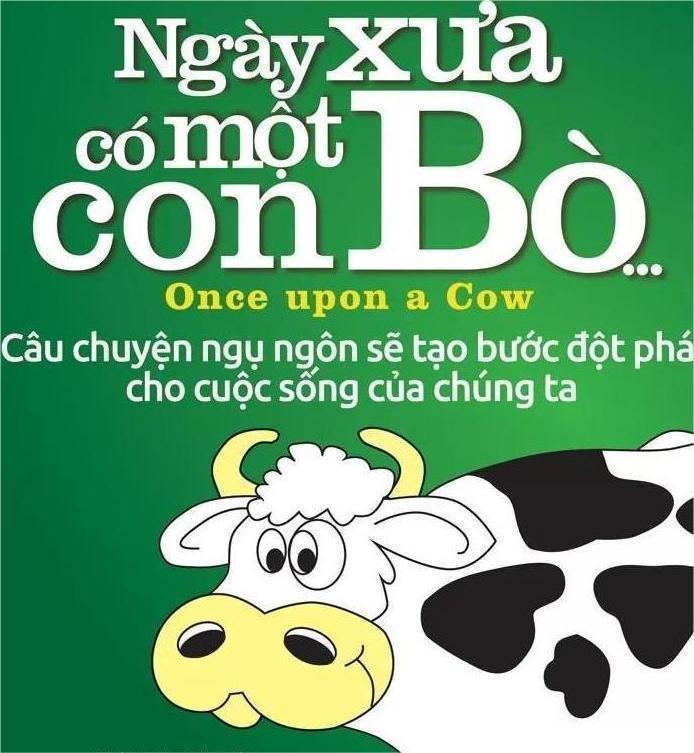 Ngày xưa
có một
con Bò...
Once upon a Cow
Câu chuyện ngụ ngôn sẽ tạo bước đột phá
cho cuộc sống của chúng ta